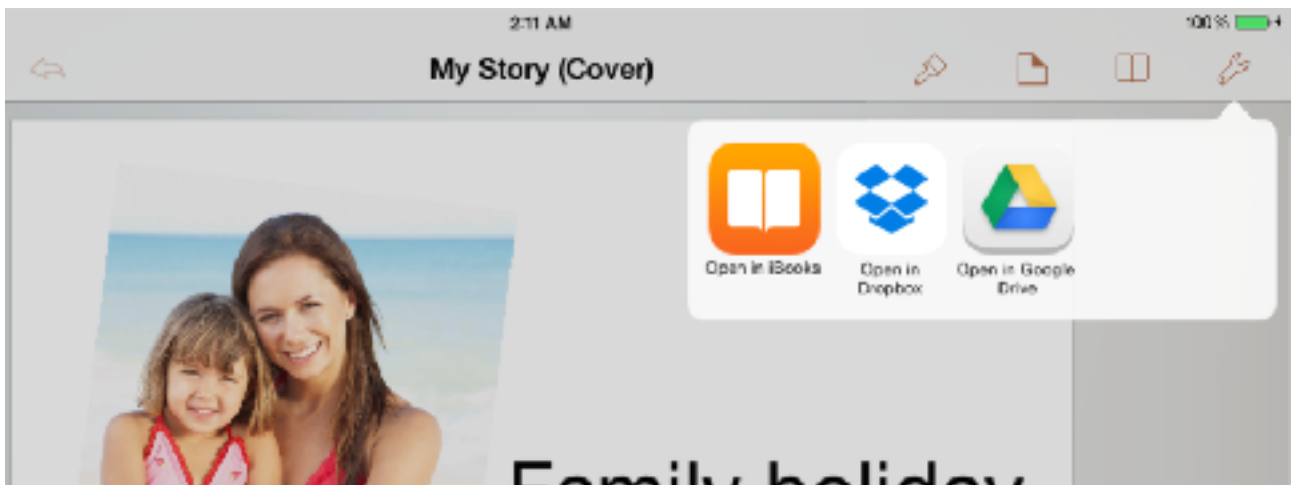 2:11 AM
100%
My Story (Cover)
Open in iBooks
Open in
Dropbox
Open in Google
Drive
Family holiday